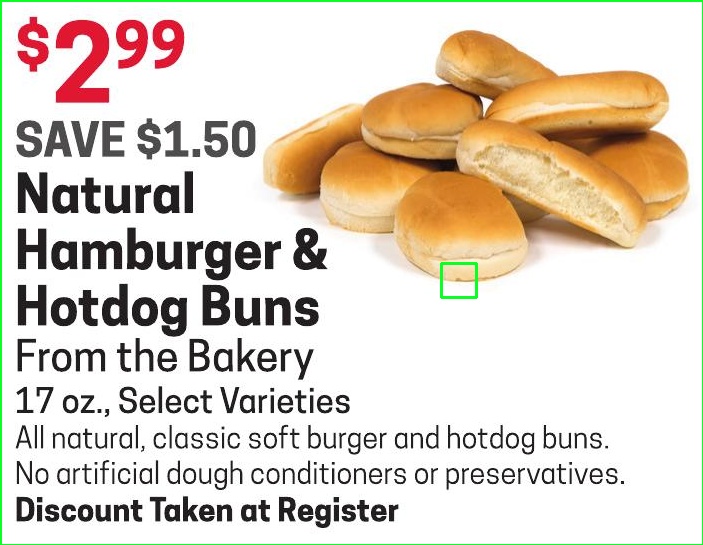 $2.99
SAVE $1.50
Natural
Hamburger &
Hotdog Buns
From the Bakery
17 oz., Select Varieties
All natural, classic soft burger and hotdog buns.
No artificial dough conditioners or preservatives.
Discount Taken at Register